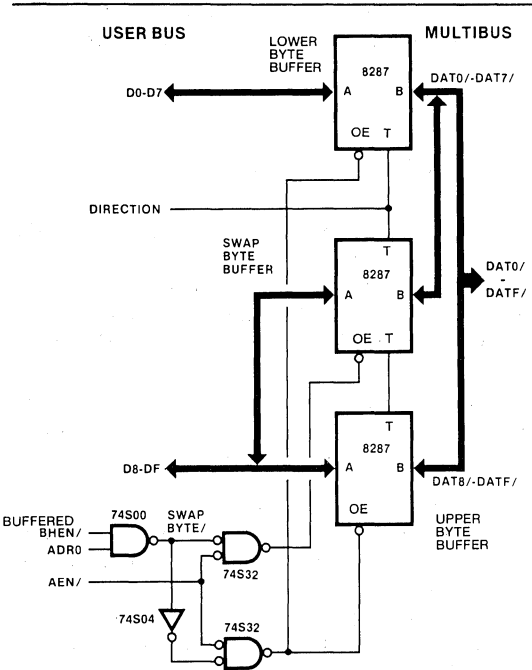 USER BUS
MULTIBUS
LOWER
BYTE
BUFFER
8287
DAT0/-DAT7/
D0-D7
A
B
OE
T
DIRECTION
T
SWAP
BYTE
BUFFER
8287
DAT0/
-
DATF/
A
B
OE
T
T
8287
D8-DF
A
B
DAT8/-DATF/
OE
UPPER
BYTE
BUFFER
74S00
BUFFERED
BHEN/
ADR0
SWAP
BYTE/
74S32
AEN/
74S04
74S32